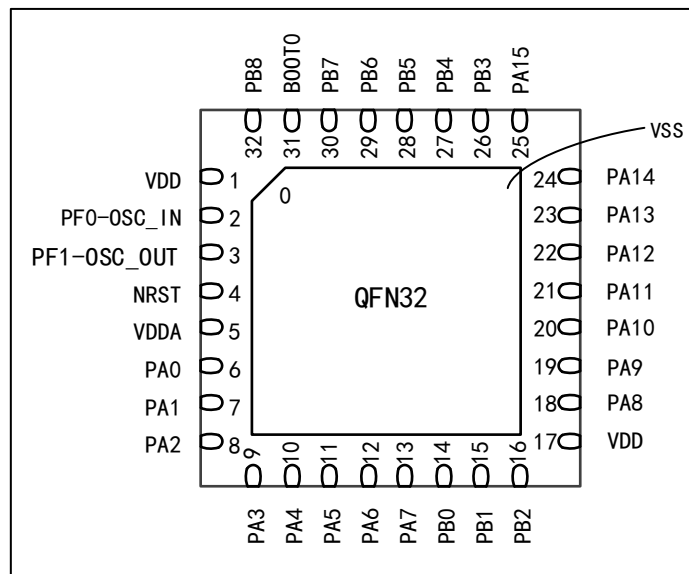 PB8 BOOT0 PB7 PB6 PB5 PB4 PB3 PA15
32 31 30 29 28 27 26 25
VSS
VDD 1
PF0-OSC_IN 2
PF1-OSC_OUT 3
NRST 4
VDDA 5
PA0 6
PA1 7
PA2 8
0
QFN32
24 PA14
23 PA13
22 PA12
21 PA11
20 PA10
19 PA9
18 PA8
17 VDD
9 10 11 12 13 14 15 16
PA3 PA4 PA5 PA6 PA7 PB0 PB1 PB2